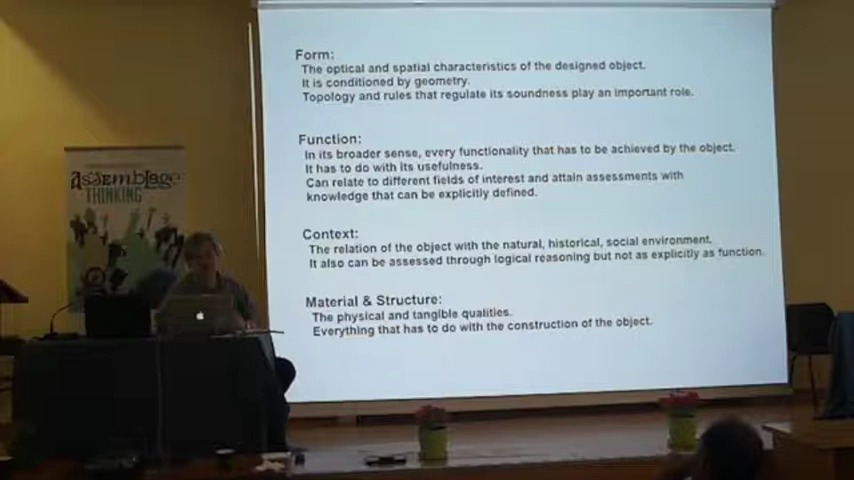 Assemblage
THINKING
Form:
The optical and spatial characteristics of the designed object.
It is conditioned by geometry.
Topology and rules that regulate its soundness play an important role.
Function:
In its broader sense, every functionality that has to be achieved by the object.
It has to do with its usefulness.
Can relate to different fields of interest and attain assessments with
knowledge that can be explicitly defined.
Context:
The relation of the object with the natural, historical, social environment.
It also can be assessed through logical reasoning but not as explicitly as function.
Material & Structure:
The physical and tangible qualities.
Everything that has to do with the construction of the object.